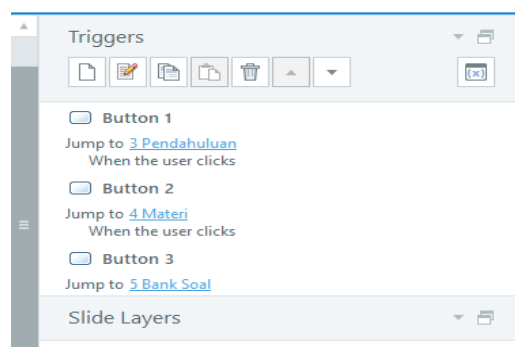 Triggers
(x)
Button 1
Jump to 3 Pendahuluan
When the user clicks
Button 2
Jump to 4 Materi
When the user clicks
Button 3
Jump to 5 Bank Soal
Slide Layers